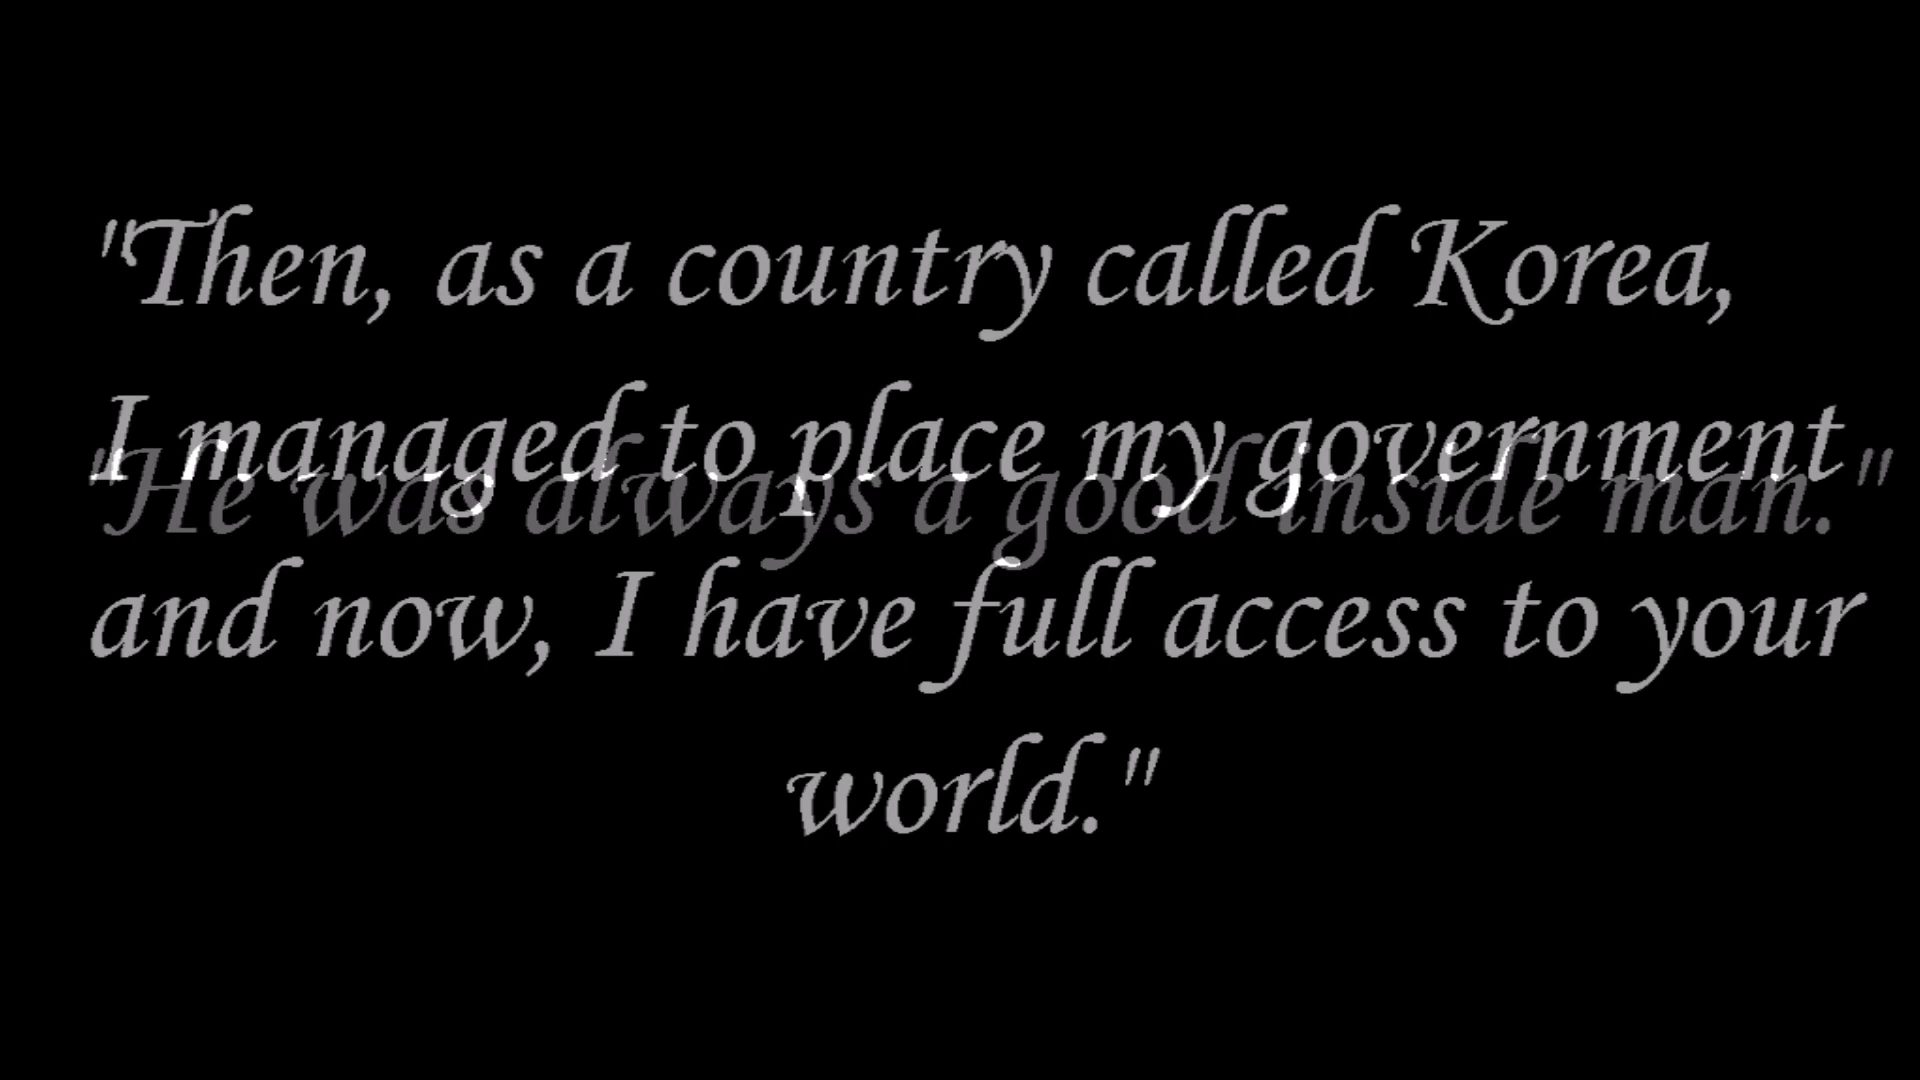 "Then, as a country called Korea,
I managed to place my government
"He was always a good inside man."
and now, I have full access to your
world."